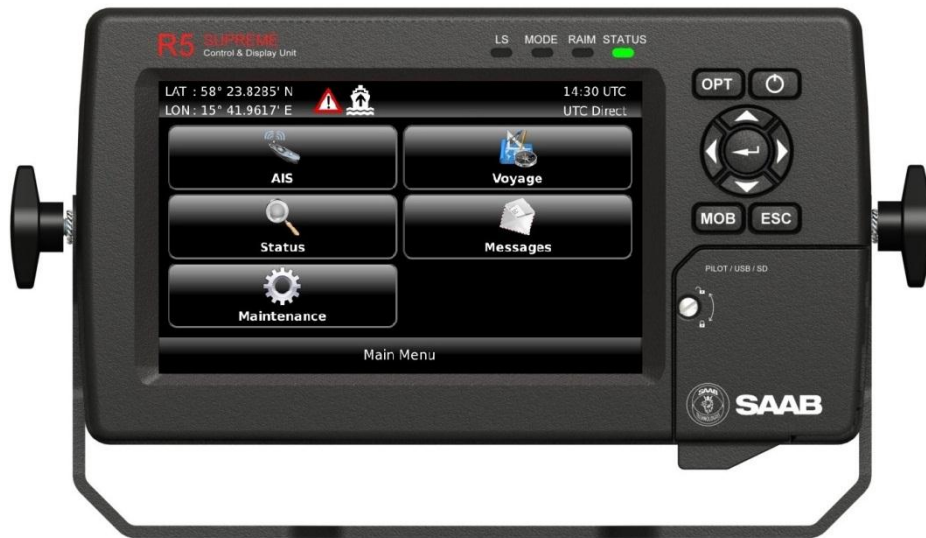 R5 SUPREME
Control & Display Unit
LS MODE RAIM STATUS
LAT : 58° 23.8285' N
LON : 15° 41.9617' E
14:30 UTC
UTC Direct
AIS
Voyage
Status
Messages
Maintenance
Main Menu
OPT
MOB
ESC
PILOT / USB / SD
SAAB